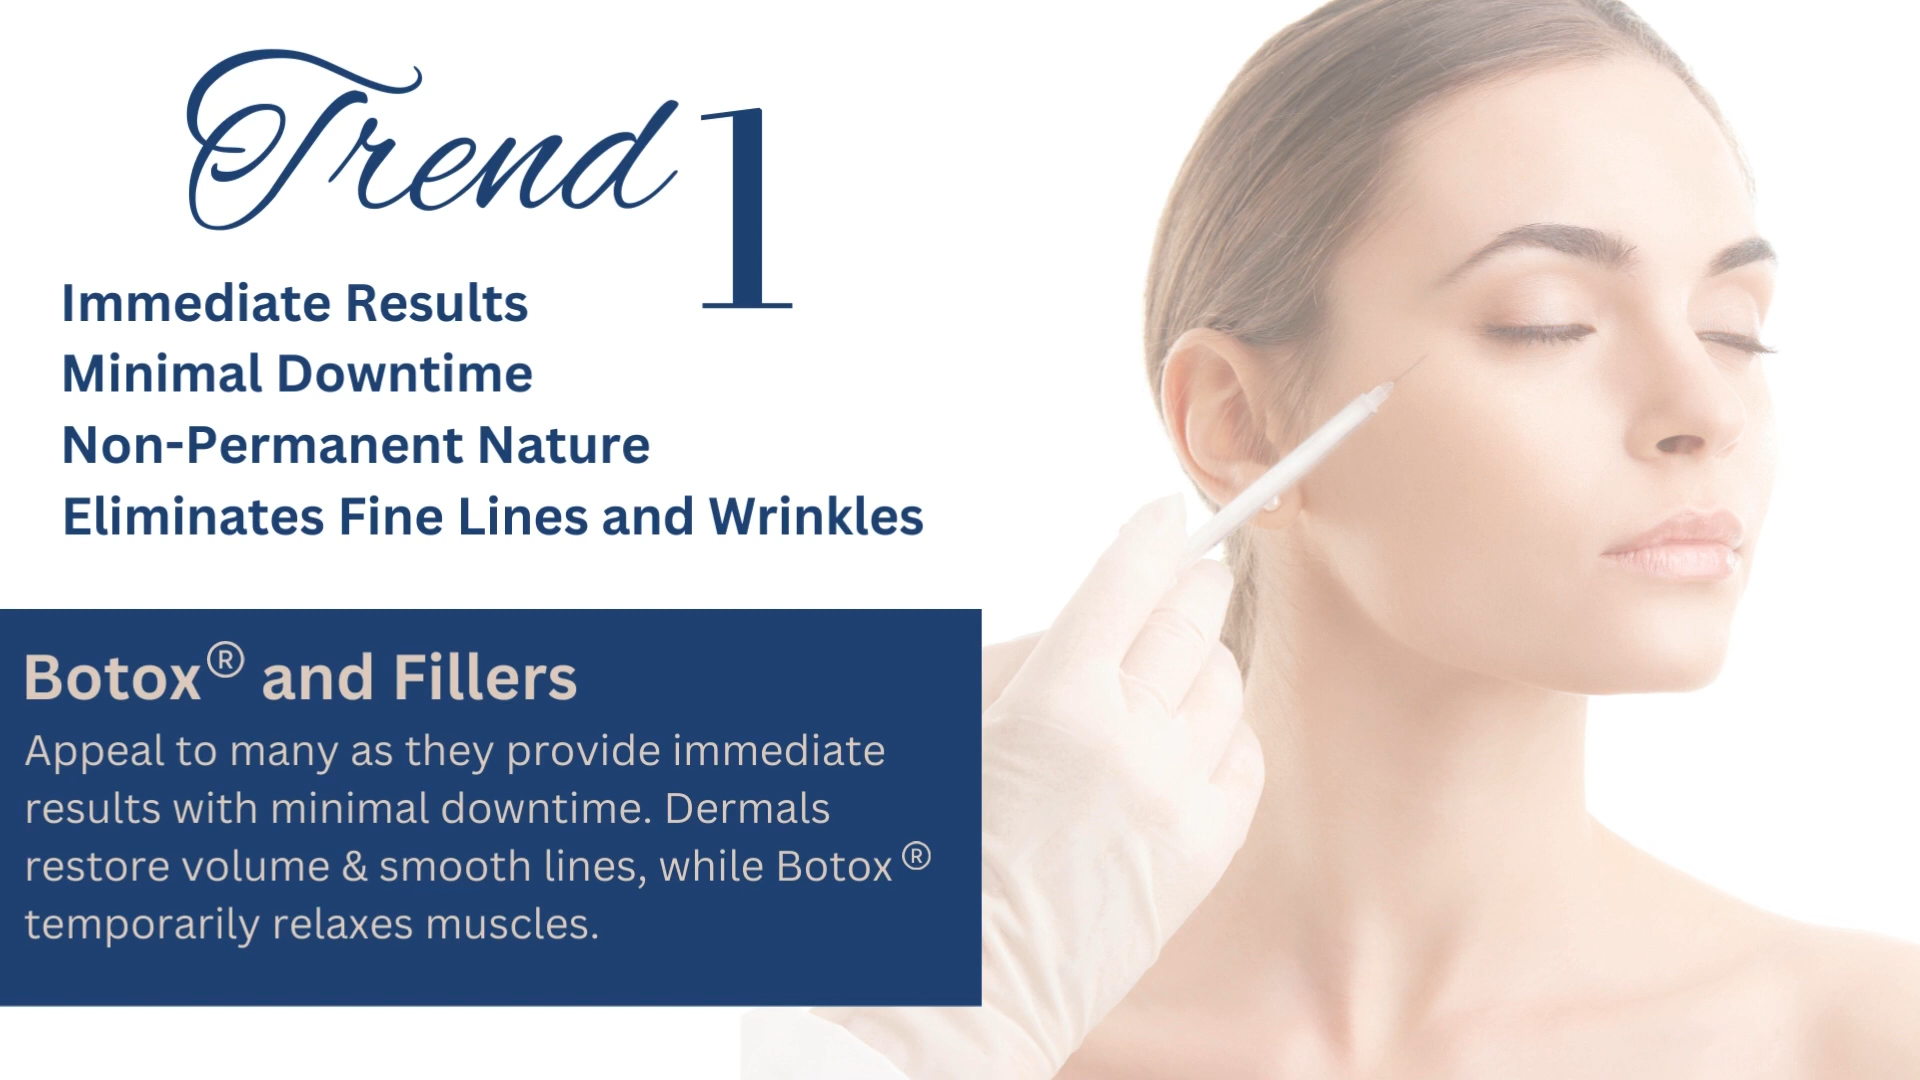 Trend 1
Immediate Results
Minimal Downtime
Non-Permanent Nature
Eliminates Fine Lines and Wrinkles
Botox® and Fillers
Appeal to many as they provide immediate
results with minimal downtime. Dermals
restore volume & smooth lines, while Botox ®
temporarily relaxes muscles.